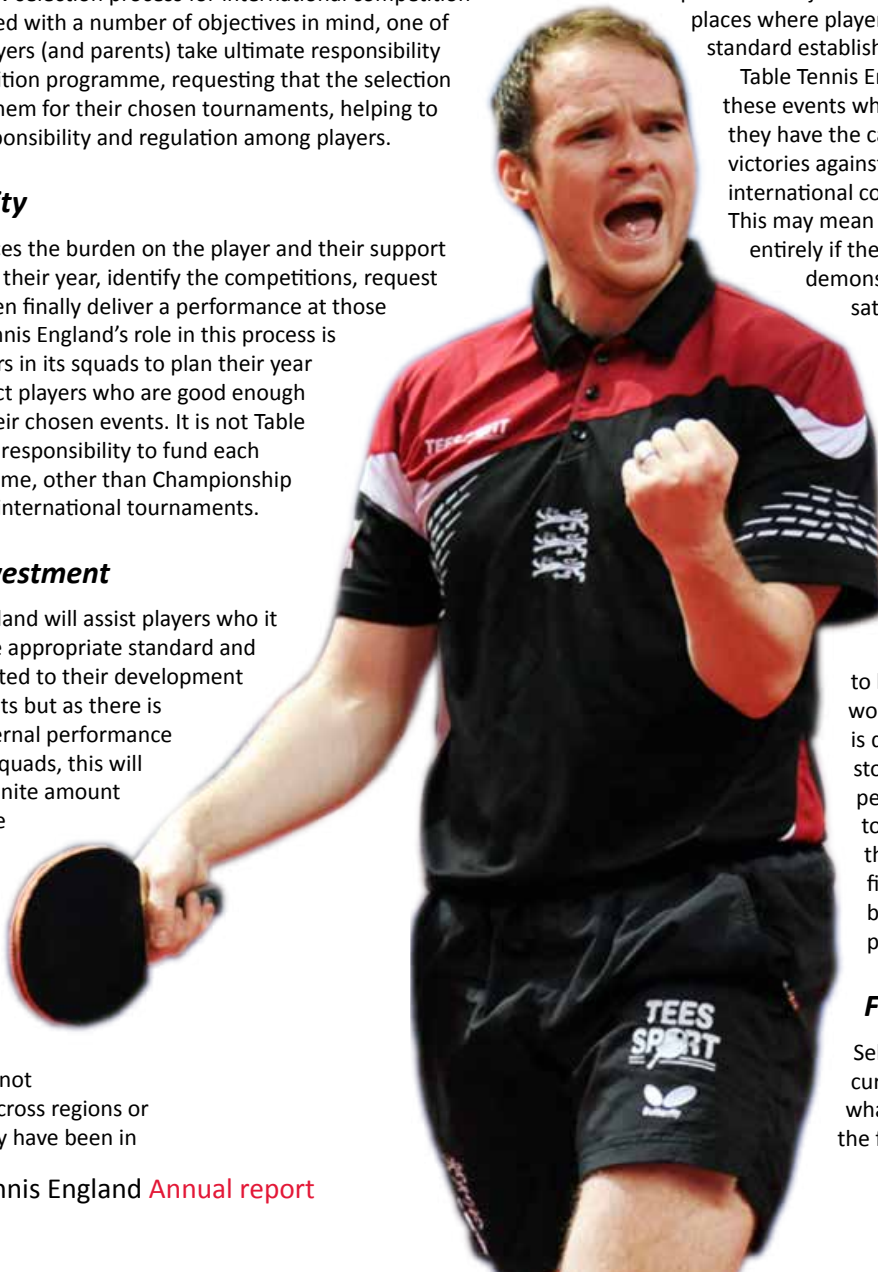 selection process for international competition
ed with a number of objectives in mind, one of
yers (and parents) take ultimate responsibility
ition programme, requesting that the selection
hem for their chosen tournaments, helping to
ponsibility and regulation among players.
ity
es the burden on the player and their support
their year, identify the competitions, request
en finally deliver a performance at those
nnis England's role in this process is
rs in its squads to plan their year
ct players who are good enough
eir chosen events. It is not Table
responsibility to fund each
me, other than Championship
international tournaments.
vestment
land will assist players who it
e appropriate standard and
ted to their development
ts but as there is
ernal performance
quads, this will
nite amount
e
not
cross regions or
y have been in
nnis England Annual report
places where player
standard establish
Table Tennis En
these events wh
they have the ca
victories against
international co
This may mean
entirely if the
demons
sat
to
wo
is
sto
pe
to
th
fi
b
p
F
Sel
cur
wha
the
TEES
SPORT
Butterfly